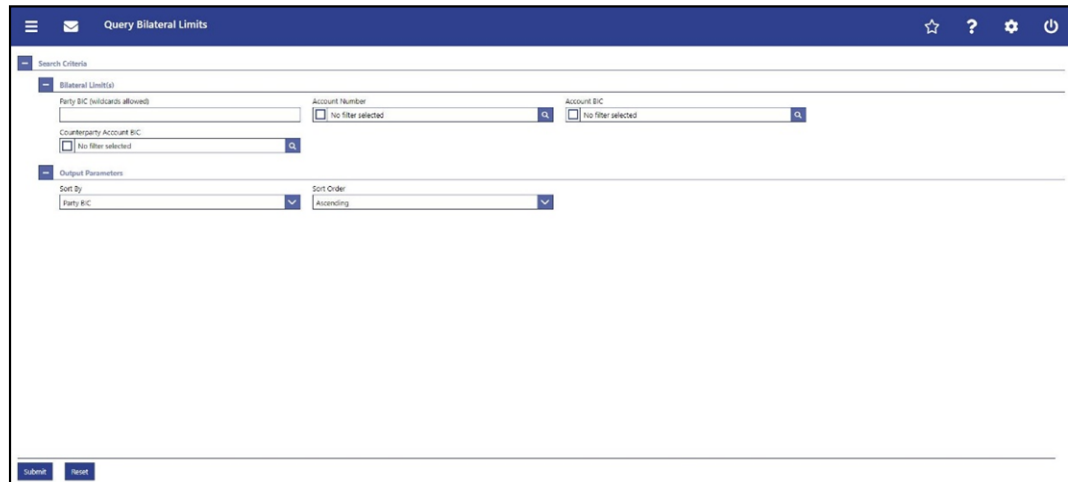 Query Bilateral Limits
Search Criteria
Bilateral Limit(s)
Party BIC (wildcards allowed) Account Number Account BIC
No filter selected No filter selected
Counterparty Account BIC
No filter selected
Output Parameters
Sort By Sort Order
Party BIC Ascending
Submit Reset